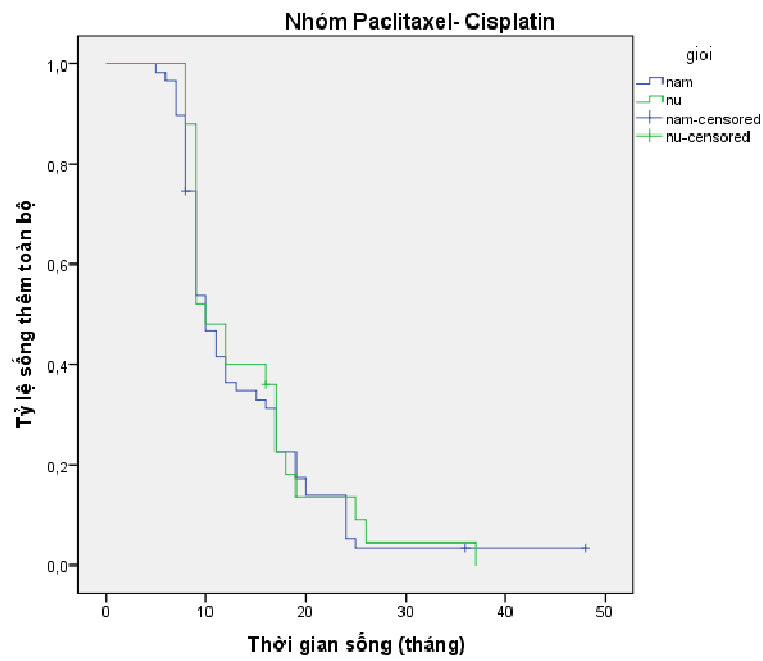 Nhóm Paclitaxel- Cisplatin
gioi
nam
nu
nam-censored
nu-censored
1,0
0,8
0,6
0,4
0,2
0,0
Tỷ lệ sống thêm toàn bộ
0 10 20 30 40 50
Thời gian sống (tháng)